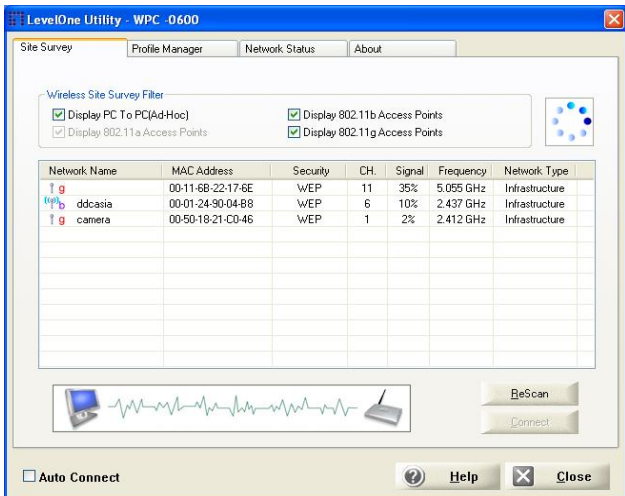 LevelOne Utility - WPC -0600
Site Survey Profile Manager Network Status About
Wireless Site Survey Filter
Display PC To PC(Ad-Hoc) Display 802.11b Access Points
Display 802.11a Access Points Display 802.11g Access Points
Network Name MAC Address Security CH. Signal Frequency Network Type
g 00-11-6B-22-17-6E WEP 11 35% 5.055 GHz Infrastructure
b ddcasia 00-01-24-90-04-B8 WEP 6 10% 2.437 GHz Infrastructure
g camera 00-50-18-21-C0-46 WEP 1 2% 2.412 GHz Infrastructure
ReScan
Connect
Auto Connect Help Close